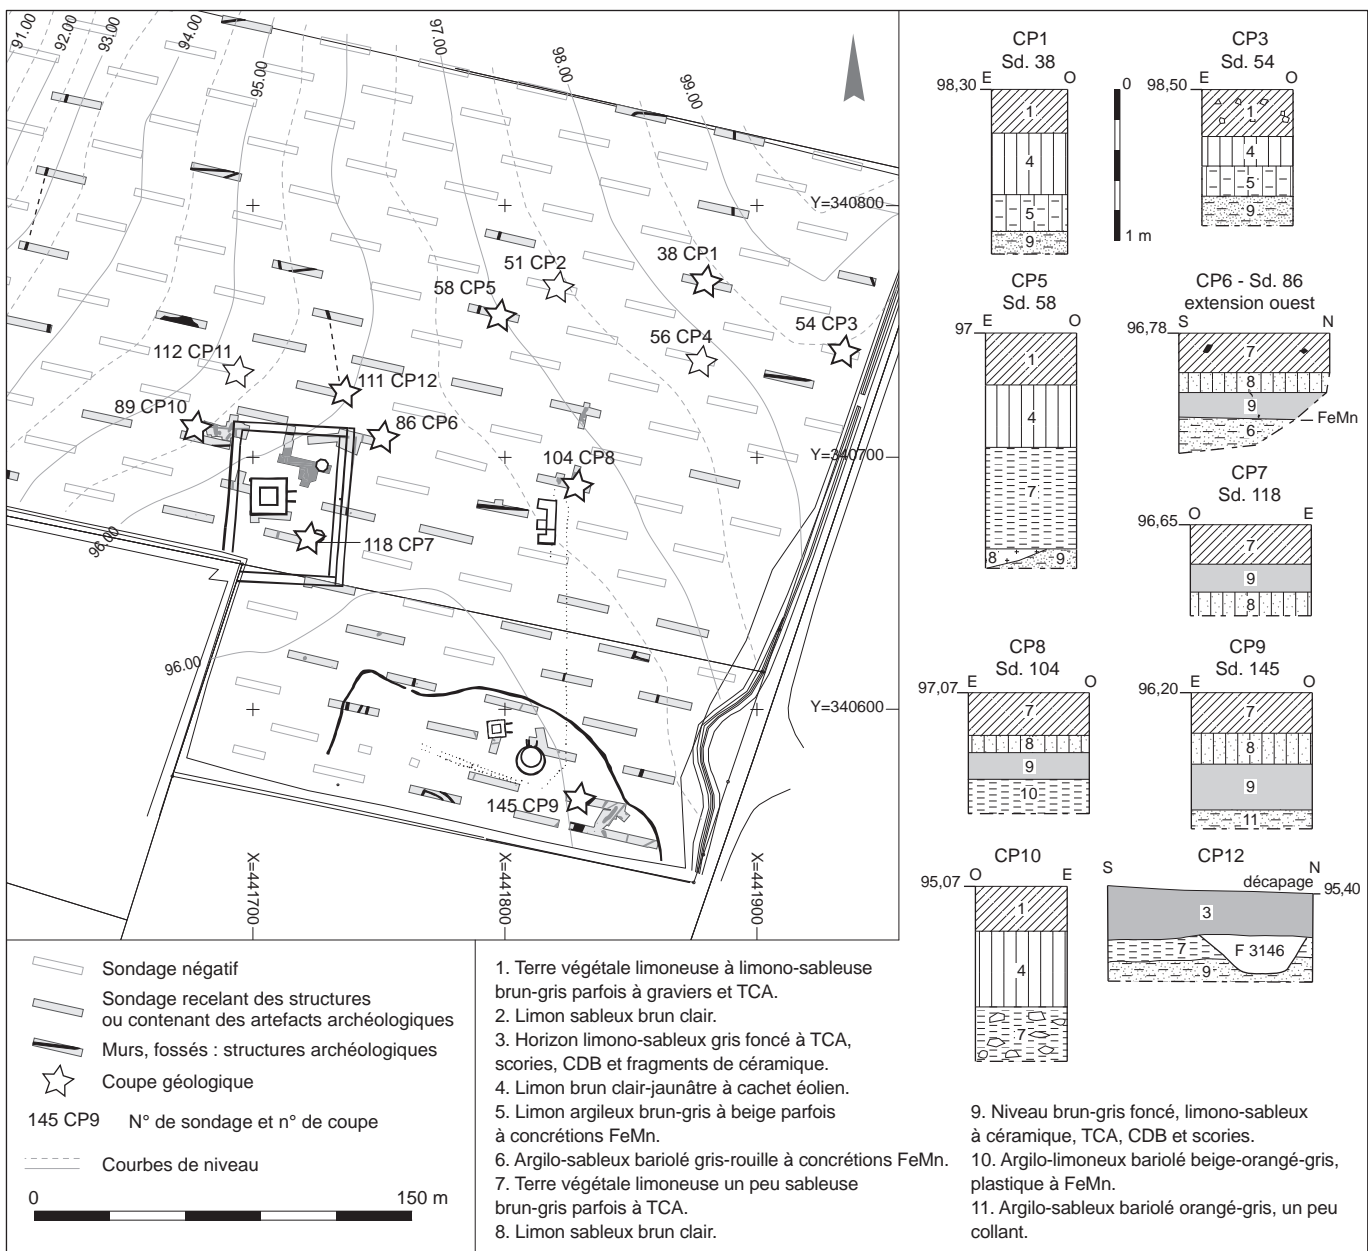 91.00
92.00
93.00
94.00
95.00
97.00
98.00
99.00
Y=340800
51 CP2
38 CP1
58 CP5
54 CP3
56 CP4
112 CP11
111 CP12
89 CP10
86 CP6
104 CP8
Y=340700
96.00
118 CP7
96.00
Y=340600
145 CP9
X=441700
X=441800
X=441900
CP1
Sd. 38
98,30
E
O
1
4
5
9
0
1 m
CP3
Sd. 54
98,50
E
O
1
4
5
9
CP5
Sd. 58
97
E
O
1
4
7
8
9
CP6 - Sd. 86
extension ouest
96,78
S
N
7
8
9
FeMn
6
CP7
Sd. 118
96,65
O
E
7
9
8
CP8
Sd. 104
97,07
E
O
7
8
9
10
CP9
Sd. 145
96,20
E
O
7
8
9
11
CP10
95,07
O
E
1
4
7
CP12
S
N
décapage
95,40
3
7
F 3146
9
Sondage négatif
Sondage recelant des structures
ou contenant des artefacts archéologiques
Murs, fossés : structures archéologiques
Coupe géologique
145 CP9 N° de sondage et n° de coupe
Courbes de niveau
0
150 m
1. Terre végétale limoneuse à limono-sableuse
brun-gris parfois à graviers et TCA.
2. Limon sableux brun clair.
3. Horizon limono-sableux gris foncé à TCA,
scories, CDB et fragments de céramique.
4. Limon brun clair-jaunâtre à cachet éolien.
5. Limon argileux brun-gris à beige parfois
à concrétions FeMn.
6. Argilo-sableux bariolé gris-rouille à concrétions FeMn.
7. Terre végétale limoneuse un peu sableuse
brun-gris parfois à TCA.
8. Limon sableux brun clair.
9. Niveau brun-gris foncé, limono-sableux
à céramique, TCA, CDB et scories.
10. Argilo-limoneux bariolé beige-orangé-gris,
plastique à FeMn.
11. Argilo-sableux bariolé orangé-gris, un peu
collant.